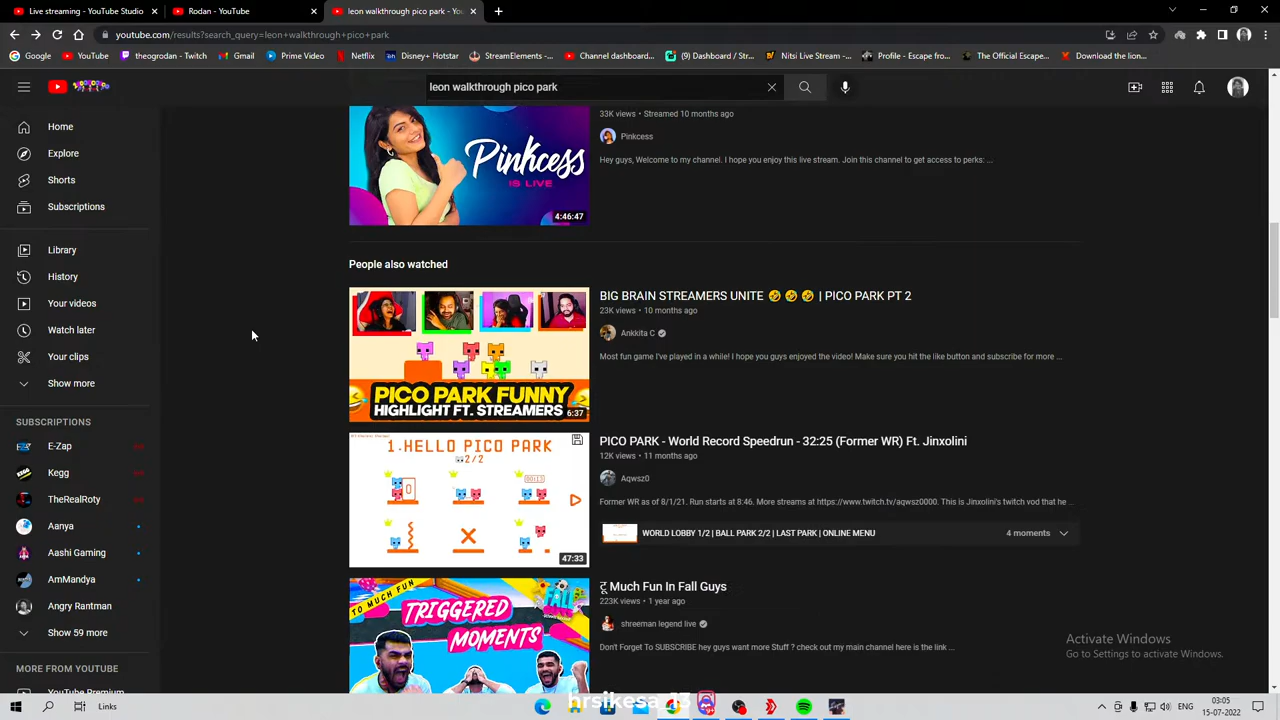 Live streaming - YouTube Studio
Rodri - YouTube
leon walkthrough pico park - You
youtube.com/results?search_query=leon+walkthrough+pico+park
Google
YouTube
theogrodan - Twitch
Gmail
Prime Video
Netflix
Disney+ Hotstar
StreamElements -...
Channel dashboard...
(9) Dashboard / Str...
Nitsi Live Stream -...
Profile - Escape fro...
The Official Escape...
Download the lion...
leon walkthrough pico park
Home
Explore
Shorts
Subscriptions
Library
History
Your videos
Watch later
Your clips
Show more
SUBSCRIPTIONS
E-Zap
Kegg
TheRealRoty
Aanya
Aashi Gaming
AmMandya
Angry Rantman
Show 59 more
MORE FROM YOUTUBE
YouTube Premium
Pinkcess
IS LIVE
4:46:47
33K views • Streamed 10 months ago
Pinkcess
Hey guys, Welcome to my channel. I hope you enjoy this live stream. Join this channel to get access to perks: ...
People also watched
PICO PARK FUNNY
HIGHLIGHT FT. STREAMERS
6:37
BIG BRAIN STREAMERS UNITE 🤣 🤣 🤣 | PICO PARK PT 2
23K views • 10 months ago
Ankkita C
Most fun game I've played in a while! I hope you guys enjoyed the video! Make sure you hit the like button and subscribe for more ...
1.HELLO PICO PARK
2/2
00:13
47:33
PICO PARK - World Record Speedrun - 32:25 (Former WR) Ft. Jinxolini
12K views • 11 months ago
Aqwsz0
Former WR as of 8/1/21. Run starts at 8:46. More streams at https://www.twitch.tv/aqwsz0000. This is Jinxolini's twitch vod that he ...
WORLD LOBBY 1/2 | BALL PARK 2/2 | LAST PARK | ONLINE MENU
4 moments
TO MUCH FUN
TRIGGERED
MOMENTS
FALL
Much Fun In Fall Guys
223K views • 1 year ago
shreeman legend live
Don't Forget To SUBSCRIBE hey guys want more Stuff ? check out my main channel here is the link ...
Activate Windows
Go to Settings to activate Windows.
hrsikesa_13
Links
ENG
03:05
15-07-2022